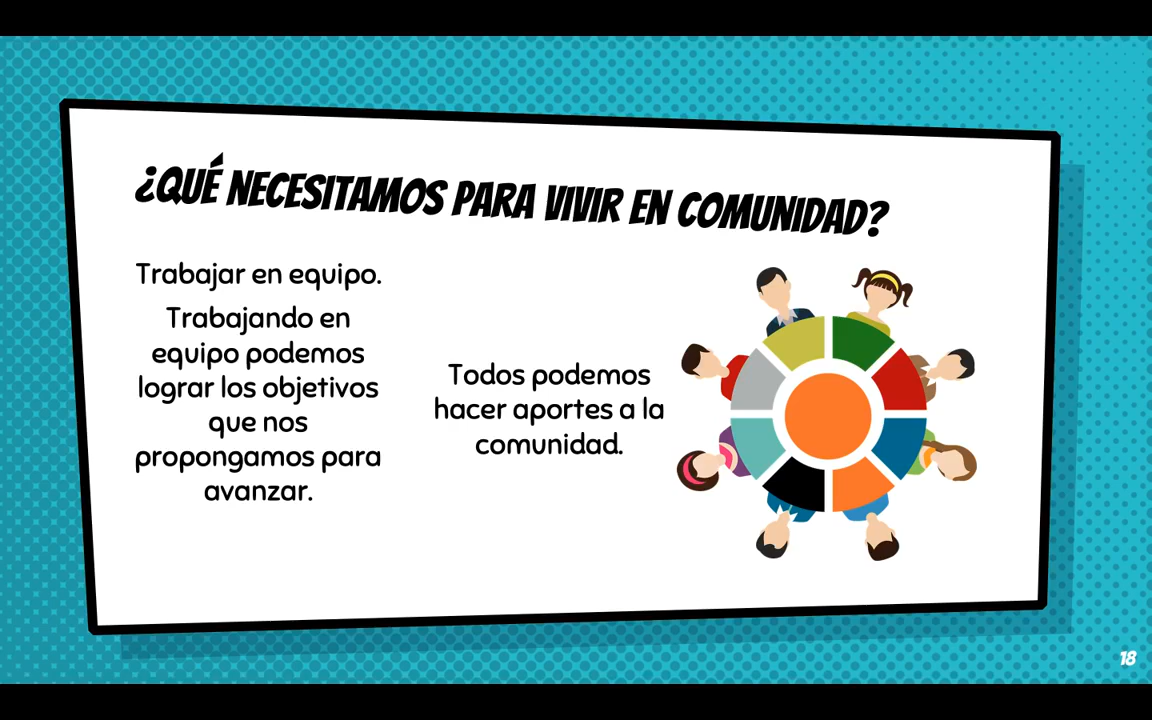 ¿QUÉ NECESITAMOS PARA VIVIR EN COMUNIDAD?
Trabajar en equipo.
Trabajando en
equipo podemos
lograr los objetivos
que nos
propongamos para
avanzar.
Todos podemos
hacer aportes a la
comunidad.
18